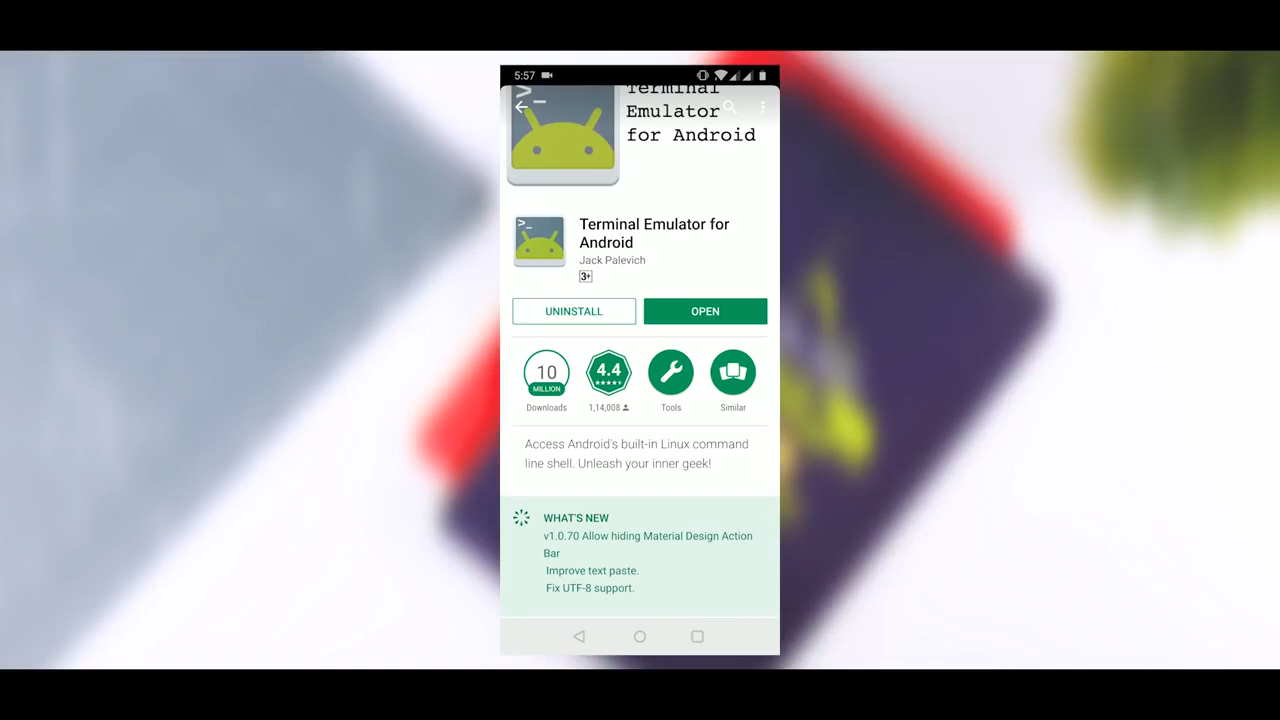 5:57
Terminal
Emulator
for Android
Terminal Emulator for
Android
Jack Palevich
3+
UNINSTALL
OPEN
10
MILLION
4.4
Downloads
1,14,008
Tools
Similar
Access Android's built-in Linux command
line shell. Unleash your inner geek!
WHAT'S NEW
v1.0.70 Allow hiding Material Design Action
Bar
Improve text paste.
Fix UTF-8 support.